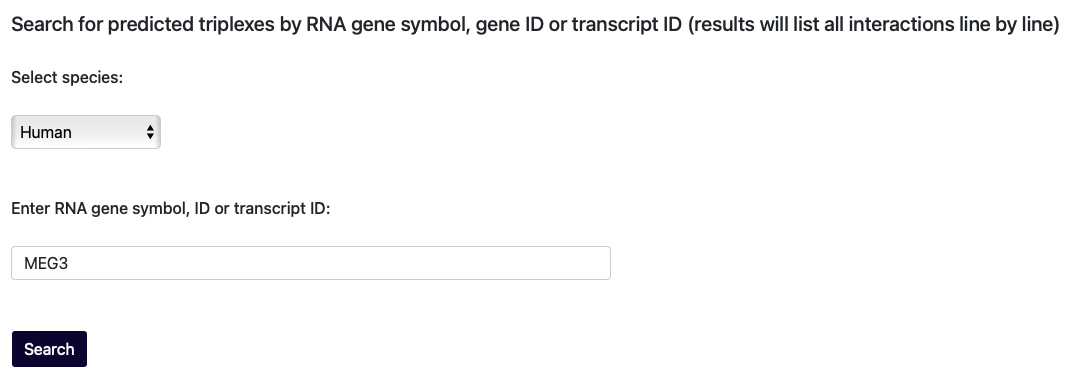 Search for predicted triplexes by RNA gene symbol, gene ID or transcript ID (results will list all interactions line by line)
Select species:
Human
Enter RNA gene symbol, ID or transcript ID:
MEG3
Search